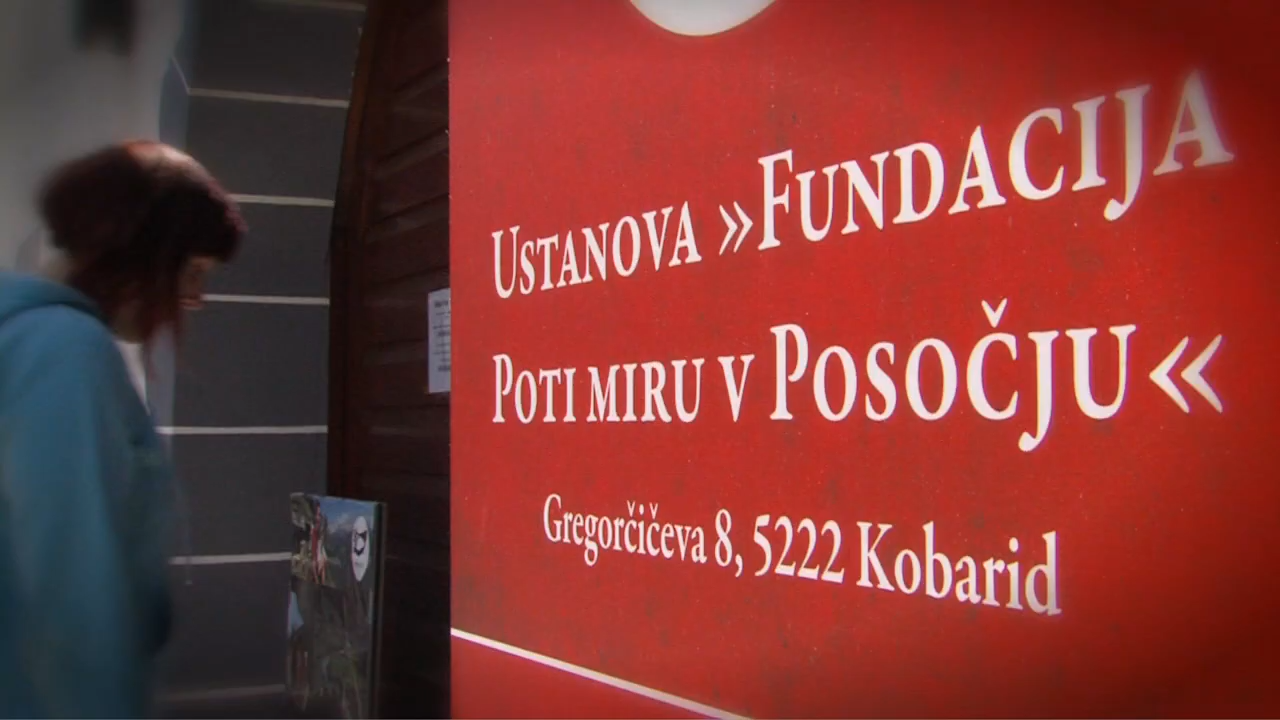 USTANOVA »FUNDACIJA
POTI MIRU V POSOČJU«
Gregorčičeva 8, 5222 Kobarid